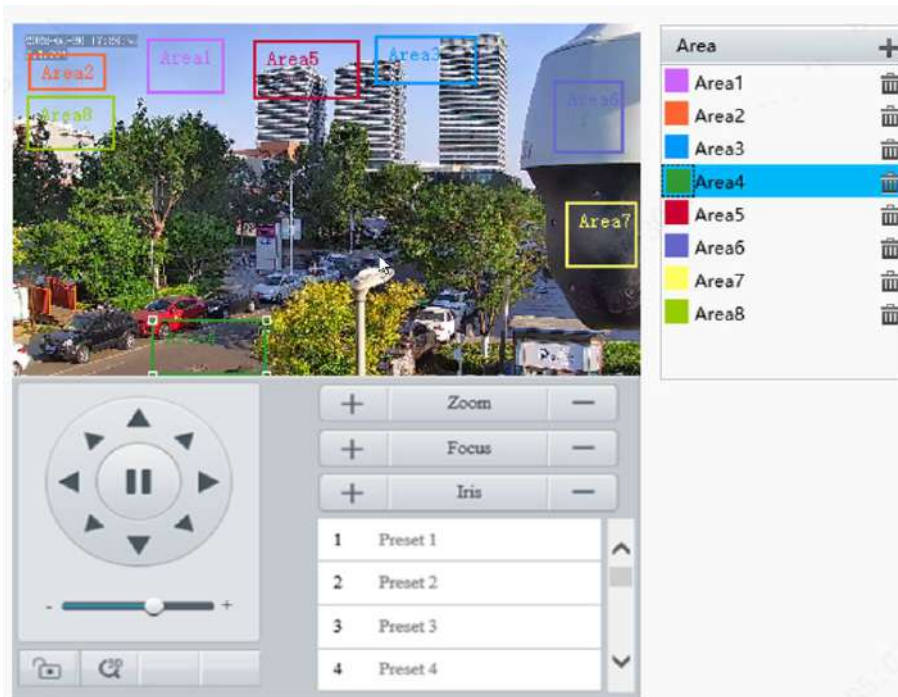 Area2
Area1
Area5
Area3
Area8
Area6
Area7
Area
Area1
Area2
Area3
Area4
Area5
Area6
Area7
Area8
+ Zoom −
+ Focus −
+ Iris −
1 Preset 1
2 Preset 2
3 Preset 3
4 Preset 4
- +
3D